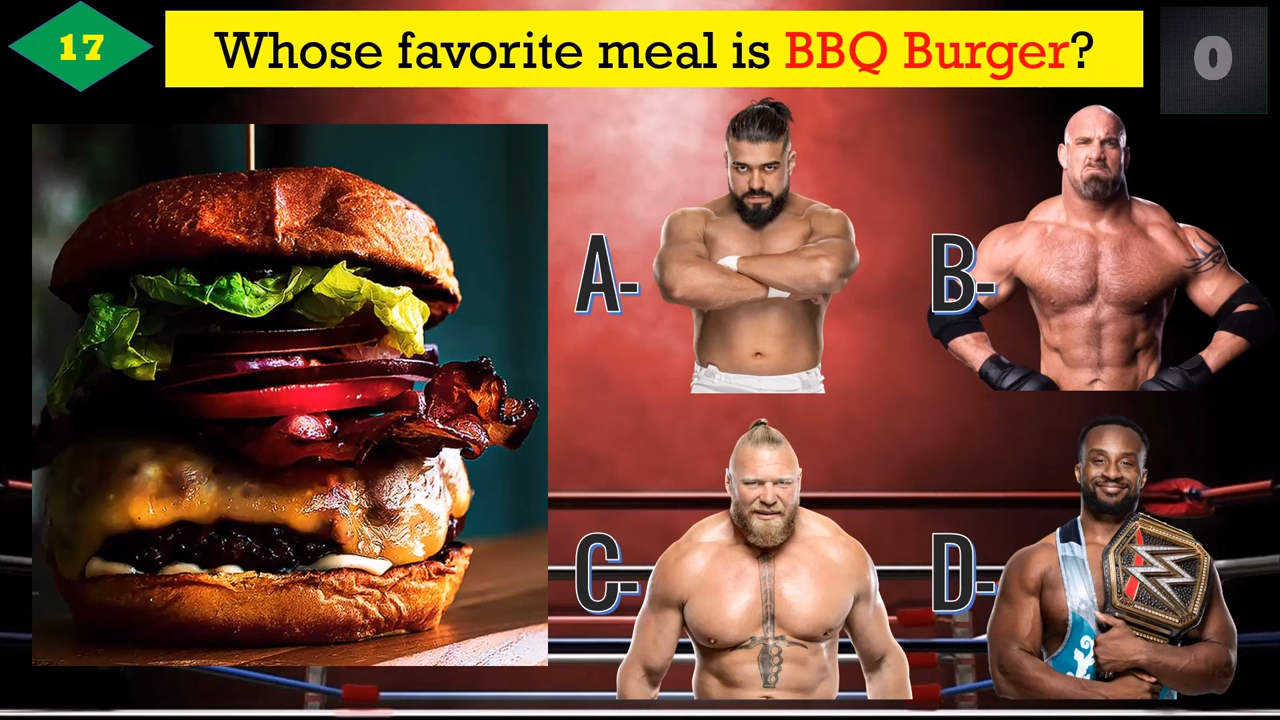 17
Whose favorite meal is BBQ Burger?
0
A-
B-
C-
D-